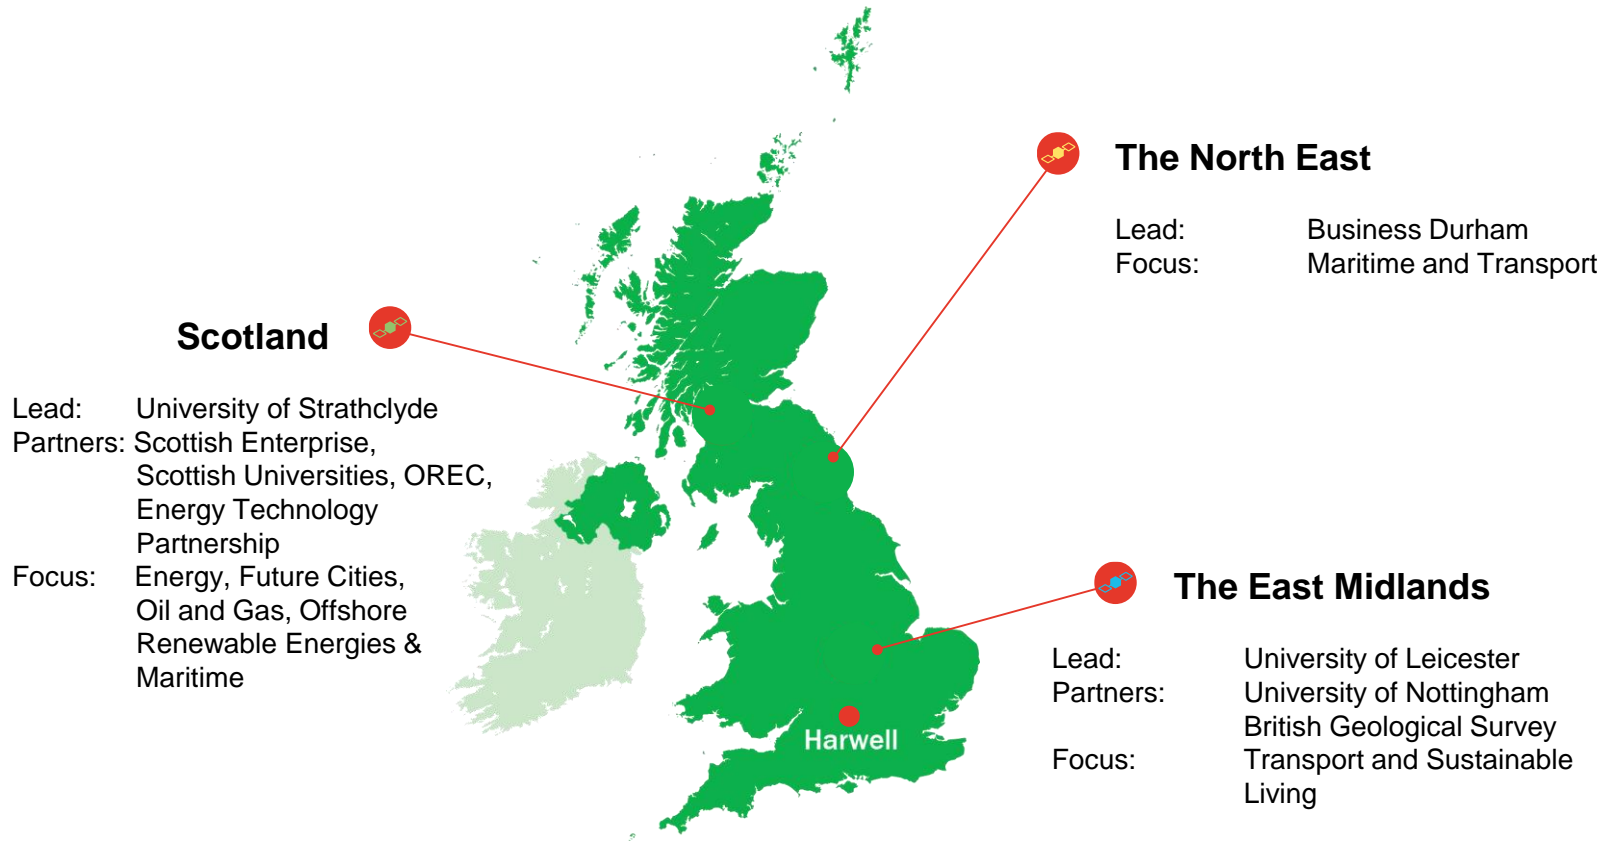 The North East
Lead: Business Durham
Focus: Maritime and Transport
Scotland
Lead: University of Strathclyde
Partners: Scottish Enterprise,
Scottish Universities, OREC,
Energy Technology
Partnership
Focus: Energy, Future Cities,
Oil and Gas, Offshore
Renewable Energies &
Maritime
The East Midlands
Lead: University of Leicester
Partners: University of Nottingham
British Geological Survey
Focus: Transport and Sustainable
Living
Harwell